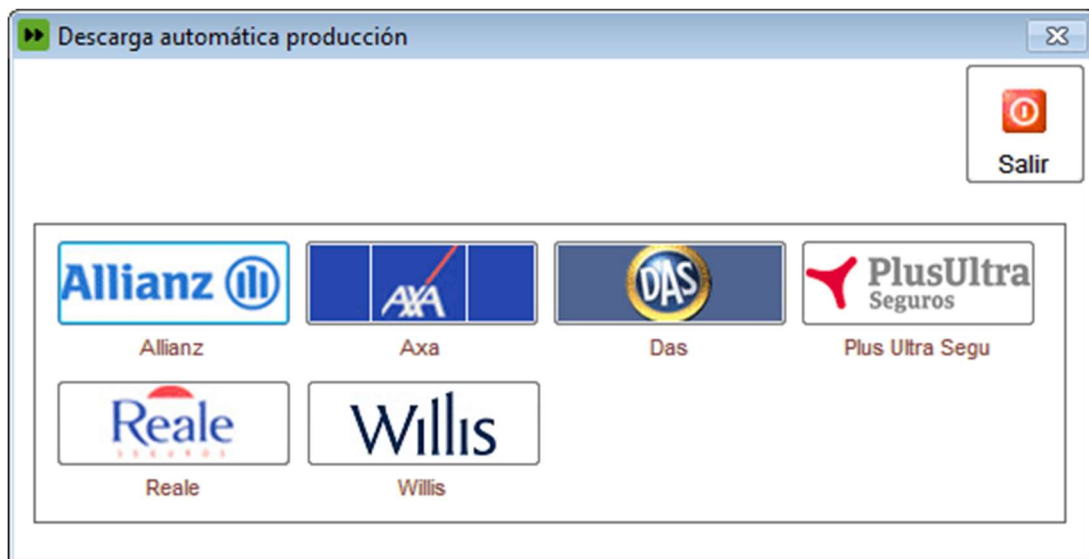 Descarga automática producción
Salir
Allianz
AXA
DAS
PlusUltra
Seguros
Allianz
Axa
Das
Plus Ultra Segu
Reale
SEGUROS
Willis
Reale
Willis